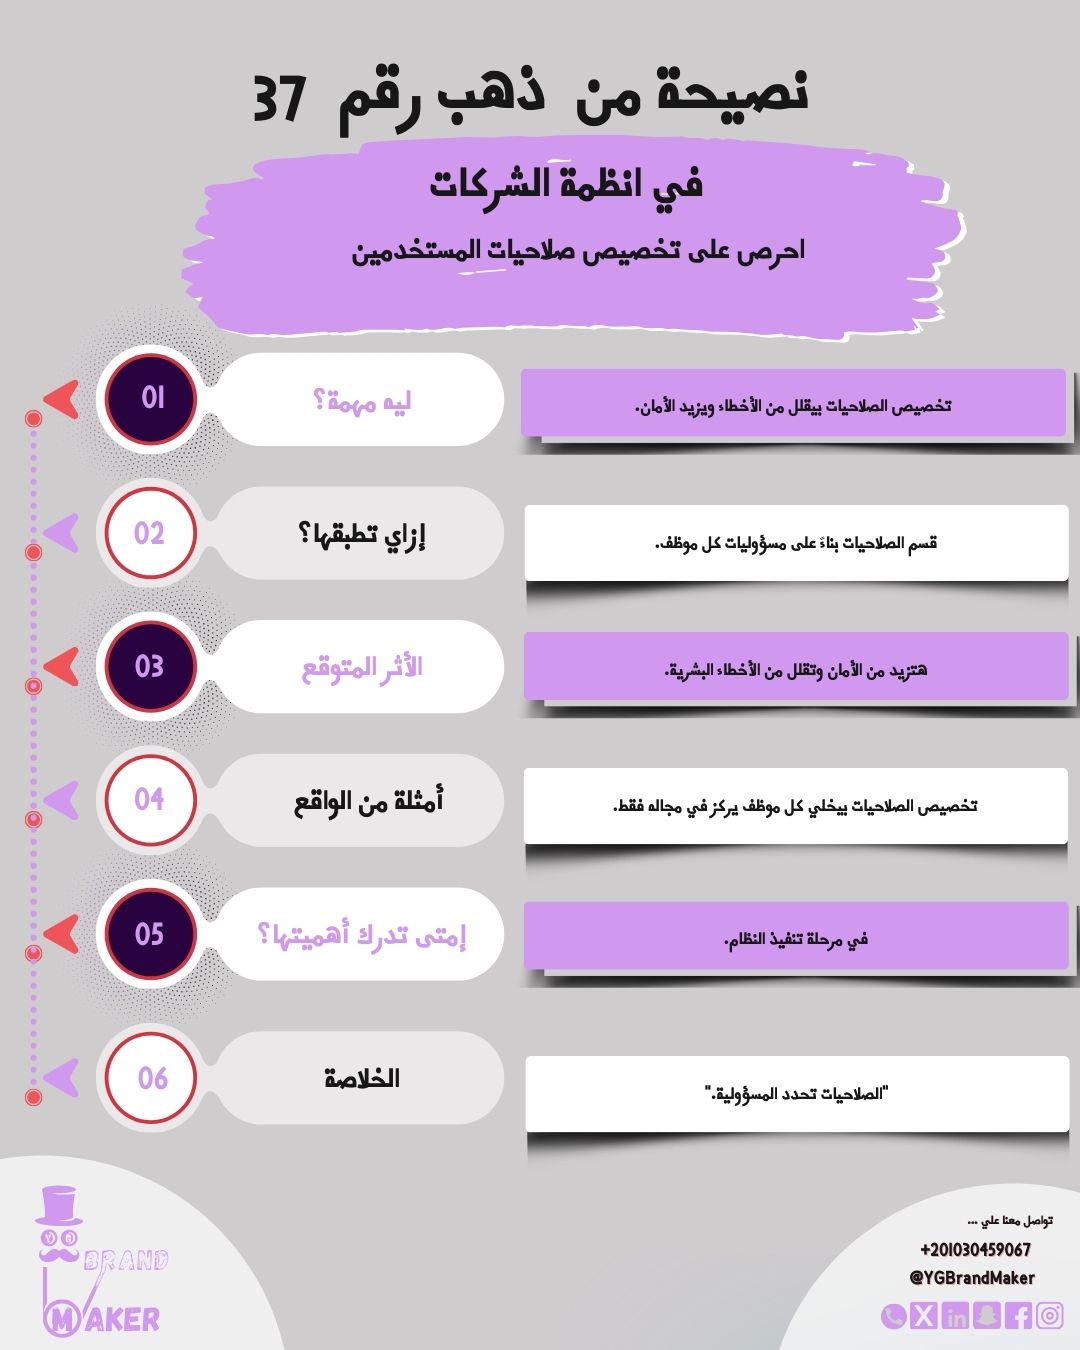 نصيحة من ذهب رقم 37
في انظمة الشركات
احرص على تخصيص صلاحيات المستخدمين
01
ليه مهمة؟
تخصيص الصلاحيات بيقلل من الأخطاء ويزيد الأمان.
02
إزاي تطبقها؟
قسم الصلاحيات بناءً على مسؤوليات كل موظف.
03
الأثر المتوقع
هتزيد من الأمان وتقلل من الأخطاء البشرية.
04
أمثلة من الواقع
تخصيص الصلاحيات بيخلي كل موظف يركز في مجاله فقط.
05
إمتى تدرك أهميتها؟
في مرحلة تنفيذ النظام.
06
الخلاصة
"الصلاحيات تحدد المسؤولية."
BRAND
MAKER
تواصل معنا علي ...
+201030459067
@YGBrandMaker